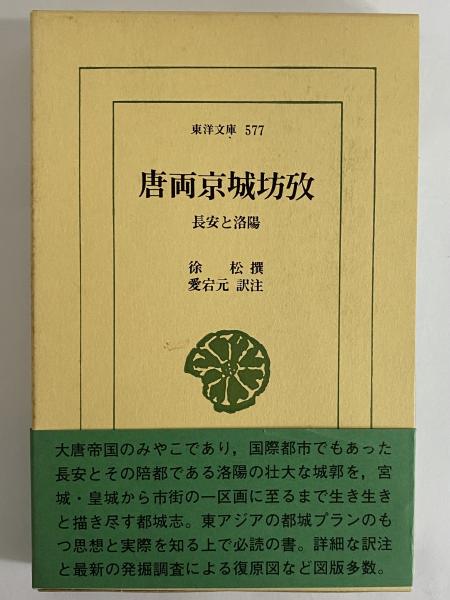 東洋文庫 577
唐両京城坊攷
長安と洛陽
徐 松 撰
愛宕元 訳注
大唐帝国のみやこであり，国際都市でもあった
長安とその陪都である洛陽の壮大な城郭を，宮
城・皇城から市街の一区画に至るまで生き生き
と描き尽す都城志。東アジアの都城プランのも
つ思想と実際を知る上で必読の書。詳細な訳注
と最新の発掘調査による復原図など図版多数。